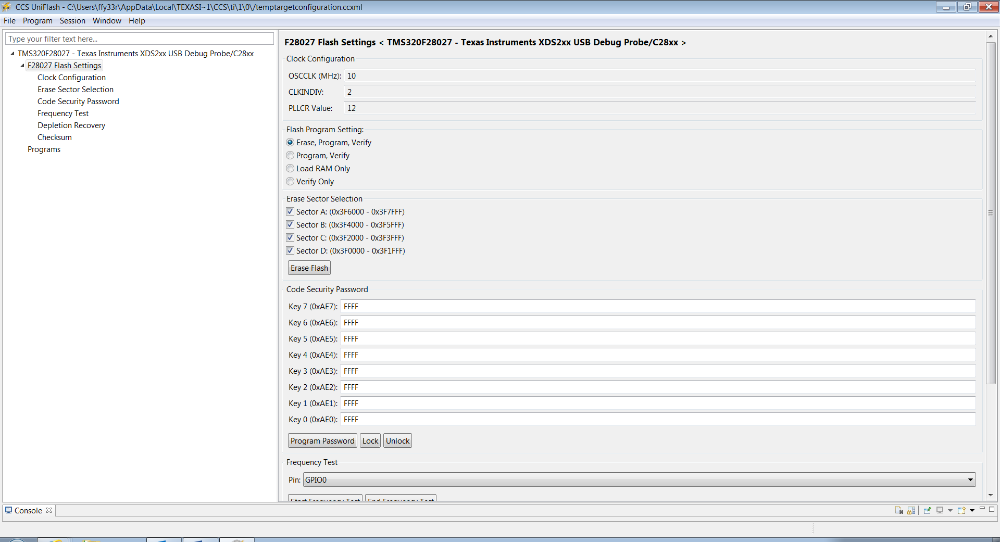 CCS UniFlash - C:\Users\ffy33r\AppData\Local\TEXASI~1\CCS\ti\1\0\/temptargetconfiguration.ccxml
File Program Session Window Help
Type your filter text here...
TMS320F28027 - Texas Instruments XDS2xx USB Debug Probe/C28xx
F28027 Flash Settings
Clock Configuration
Erase Sector Selection
Code Security Password
Frequency Test
Depletion Recovery
Checksum
Programs
F28027 Flash Settings < TMS320F28027 - Texas Instruments XDS2xx USB Debug Probe/C28xx >
Clock Configuration
OSCCLK (MHz): 10
CLKINDIV: 2
PLLCR Value: 12
Flash Program Setting:
Erase, Program, Verify
Program, Verify
Load RAM Only
Verify Only
Erase Sector Selection
Sector A: (0x3F6000 - 0x3F7FFF)
Sector B: (0x3F4000 - 0x3F5FFF)
Sector C: (0x3F2000 - 0x3F3FFF)
Sector D: (0x3F0000 - 0x3F1FFF)
Erase Flash
Code Security Password
Key 7 (0xAE7): FFFF
Key 6 (0xAE6): FFFF
Key 5 (0xAE5): FFFF
Key 4 (0xAE4): FFFF
Key 3 (0xAE3): FFFF
Key 2 (0xAE2): FFFF
Key 1 (0xAE1): FFFF
Key 0 (0xAE0): FFFF
Program Password Lock Unlock
Frequency Test
Pin: GPIO0
Start Frequency Test End Frequency Test
Console